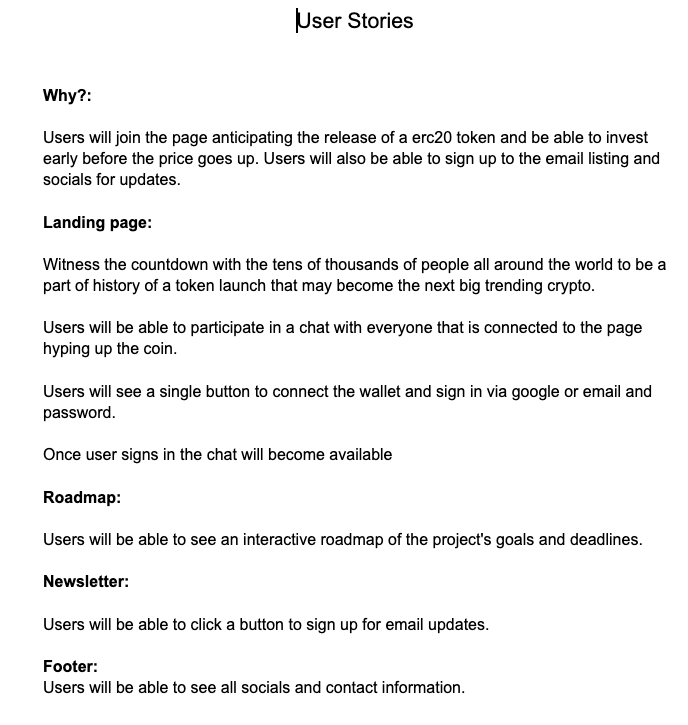 User Stories
Why?:
Users will join the page anticipating the release of a erc20 token and be able to invest
early before the price goes up. Users will also be able to sign up to the email listing and
socials for updates.
Landing page:
Witness the countdown with the tens of thousands of people all around the world to be a
part of history of a token launch that may become the next big trending crypto.
Users will be able to participate in a chat with everyone that is connected to the page
hyping up the coin.
Users will see a single button to connect the wallet and sign in via google or email and
password.
Once user signs in the chat will become available
Roadmap:
Users will be able to see an interactive roadmap of the project's goals and deadlines.
Newsletter:
Users will be able to click a button to sign up for email updates.
Footer:
Users will be able to see all socials and contact information.